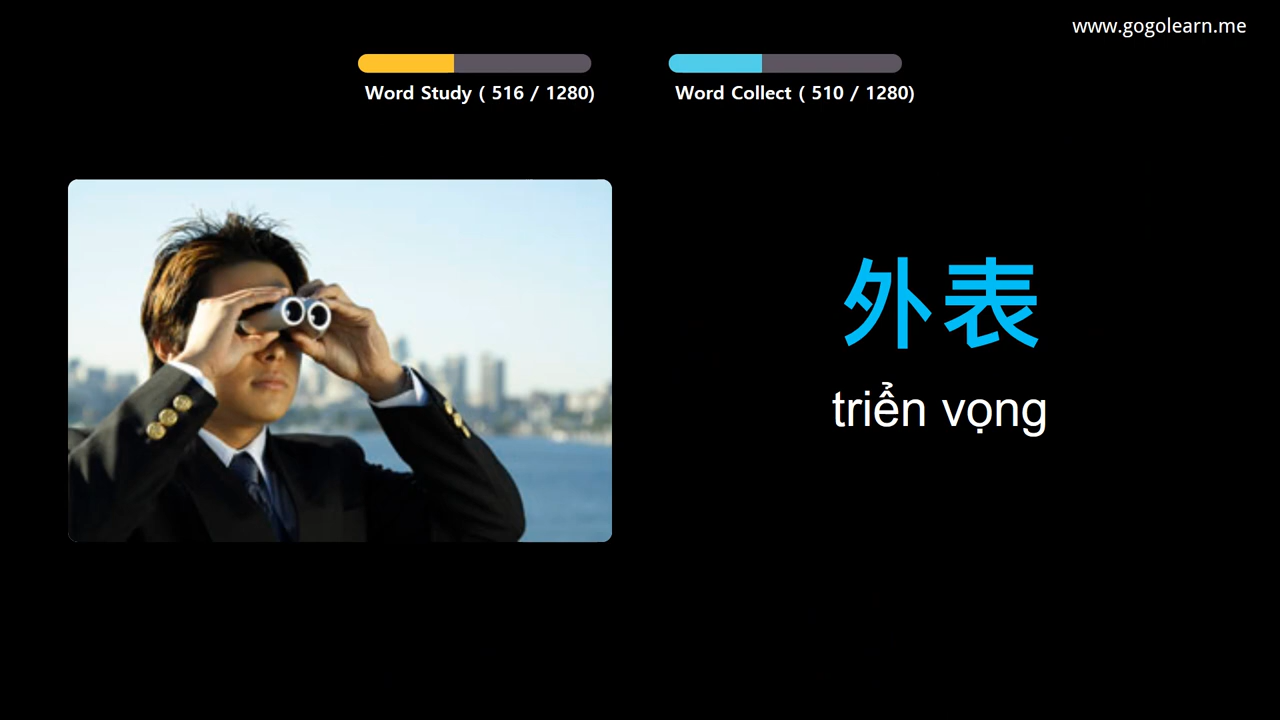 www.gogolearn.me
Word Study ( 516 / 1280)
Word Collect ( 510 / 1280)
外表
triển vọng